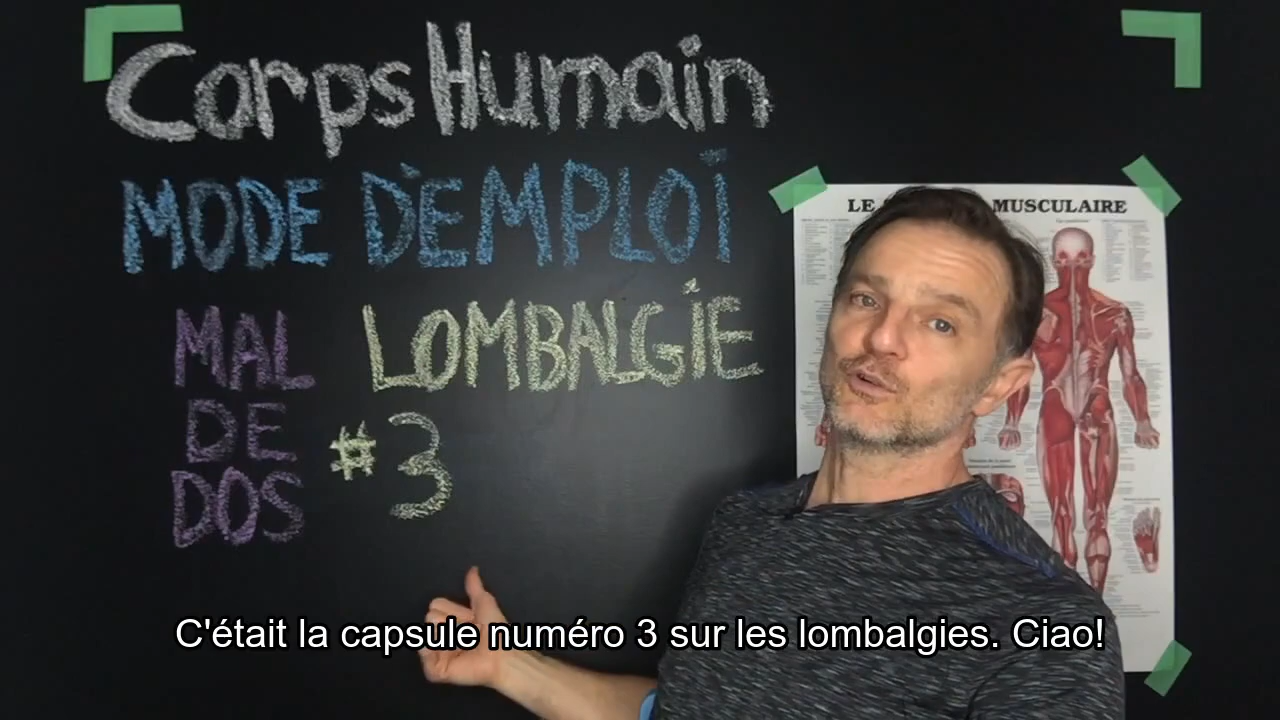 Corps Humain
MODE D'EMPLOI
MAL
DE
DOS
LOMBALGIE
#3
LE
MUSCULAIRE
C'était la capsule numéro 3 sur les lombalgies. Ciao!